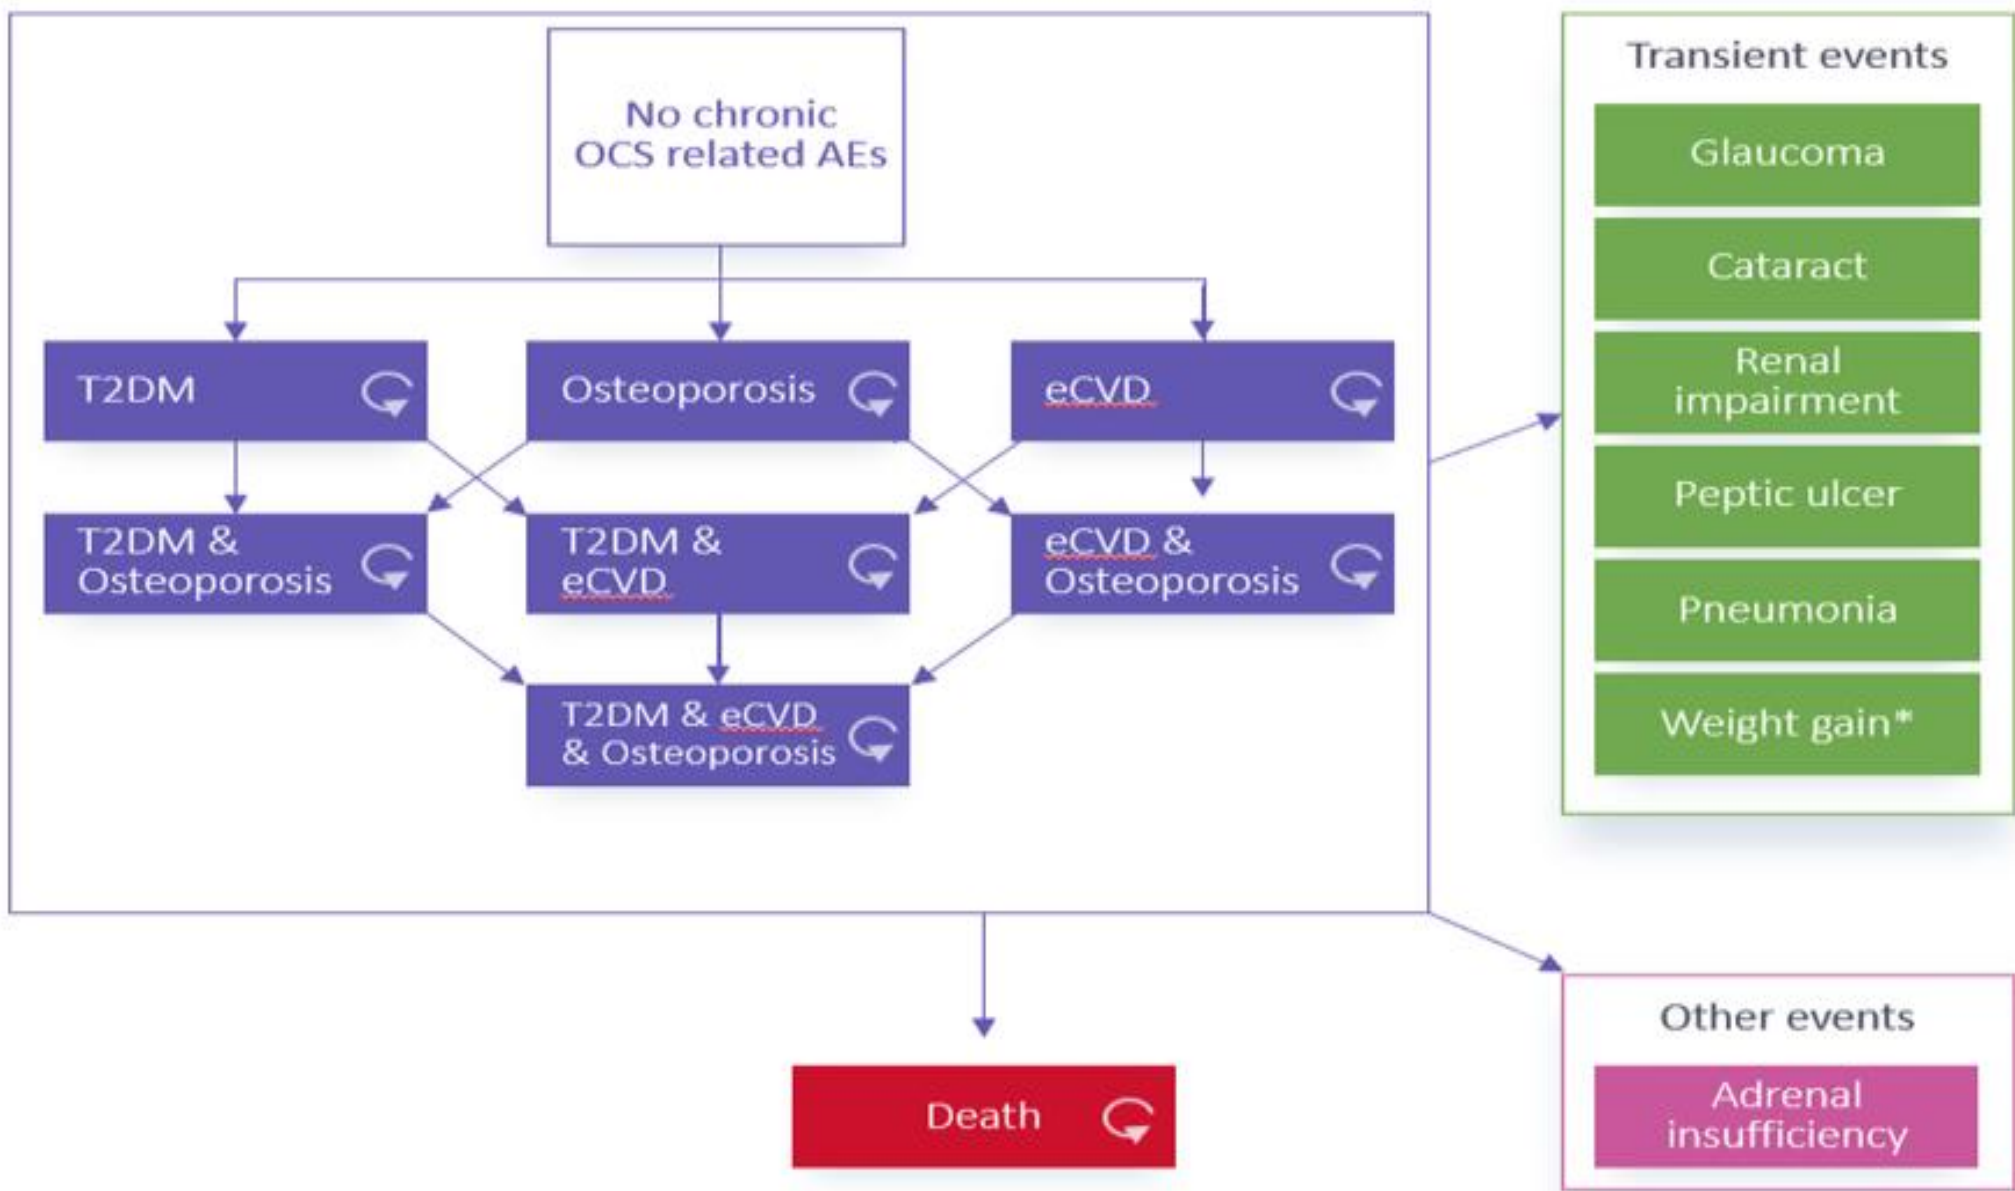 No chronic
OCS related AEs
T2DM
Osteoporosis
eCVD
T2DM &
Osteoporosis
T2DM &
eCVD
eCVD &
Osteoporosis
T2DM & eCVD
& Osteoporosis
Death
Transient events
Glaucoma
Cataract
Renal
impairment
Peptic ulcer
Pneumonia
Weight gain*
Other events
Adrenal
insufficiency